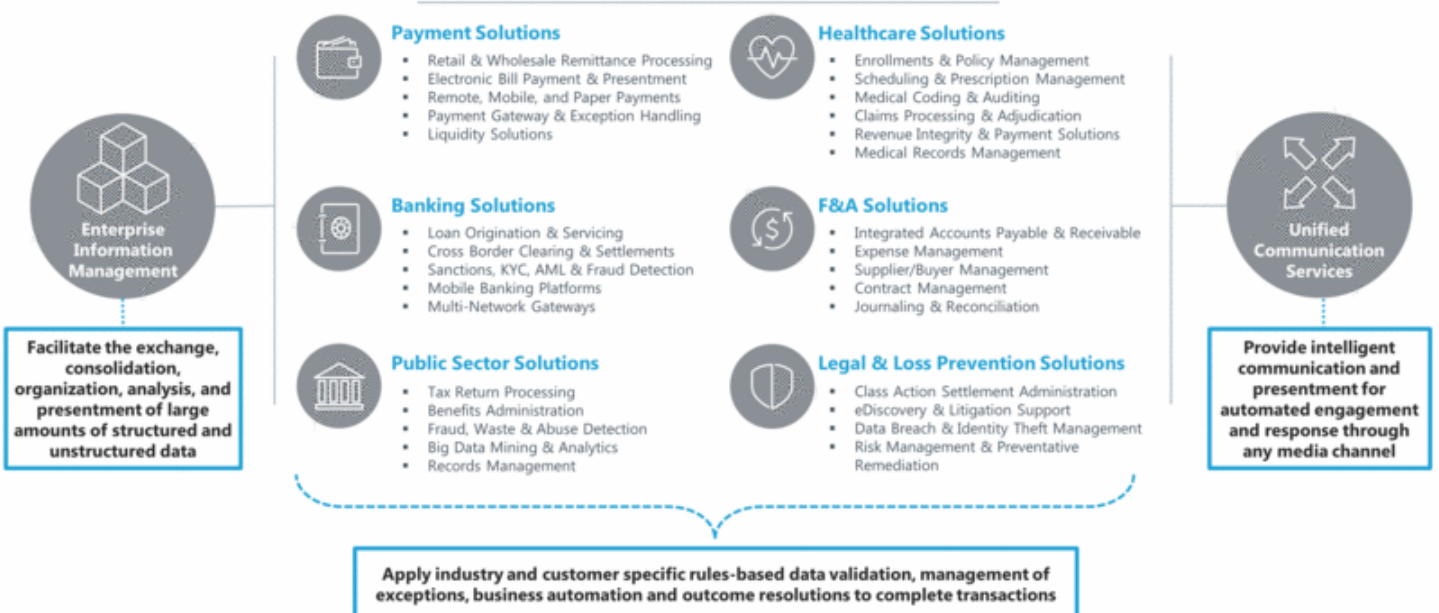 Enterprise
Information
Management
Facilitate the exchange,
consolidation,
organization, analysis, and
presentment of large
amounts of structured and
unstructured data
Payment Solutions
▪ Retail & Wholesale Remittance Processing
▪ Electronic Bill Payment & Presentment
▪ Remote, Mobile, and Paper Payments
▪ Payment Gateway & Exception Handling
▪ Liquidity Solutions
Banking Solutions
▪ Loan Origination & Servicing
▪ Cross Border Clearing & Settlements
▪ Sanctions, KYC, AML & Fraud Detection
▪ Mobile Banking Platforms
▪ Multi-Network Gateways
Public Sector Solutions
▪ Tax Return Processing
▪ Benefits Administration
▪ Fraud, Waste & Abuse Detection
▪ Big Data Mining & Analytics
▪ Records Management
Healthcare Solutions
▪ Enrollments & Policy Management
▪ Scheduling & Prescription Management
▪ Medical Coding & Auditing
▪ Claims Processing & Adjudication
▪ Revenue Integrity & Payment Solutions
▪ Medical Records Management
$
F&A Solutions
▪ Integrated Accounts Payable & Receivable
▪ Expense Management
▪ Supplier/Buyer Management
▪ Contract Management
▪ Journaling & Reconciliation
Legal & Loss Prevention Solutions
▪ Class Action Settlement Administration
▪ eDiscovery & Litigation Support
▪ Data Breach & Identity Theft Management
▪ Risk Management & Preventative
Remediation
Unified
Communication
Services
Provide intelligent
communication and
presentment for
automated engagement
and response through
any media channel
Apply industry and customer specific rules-based data validation, management of
exceptions, business automation and outcome resolutions to complete transactions